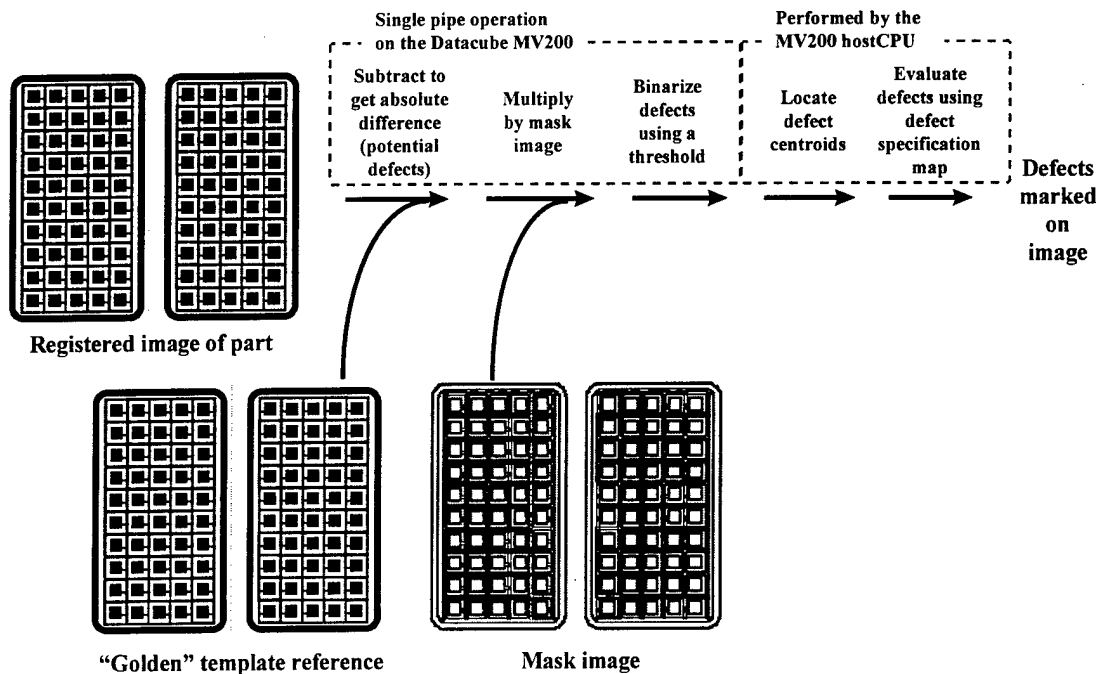 Single pipe operation
on the Datacube MV200
Performed by the
MV200 hostCPU
Subtract to
get absolute
difference
(potential
defects)
Multiply
by mask
image
Binarize
defects
using a
threshold
Locate
defect
centroids
Evaluate
defects using
defect
specification
map
Defects
marked
on
image
Registered image of part
“Golden” template reference
Mask image